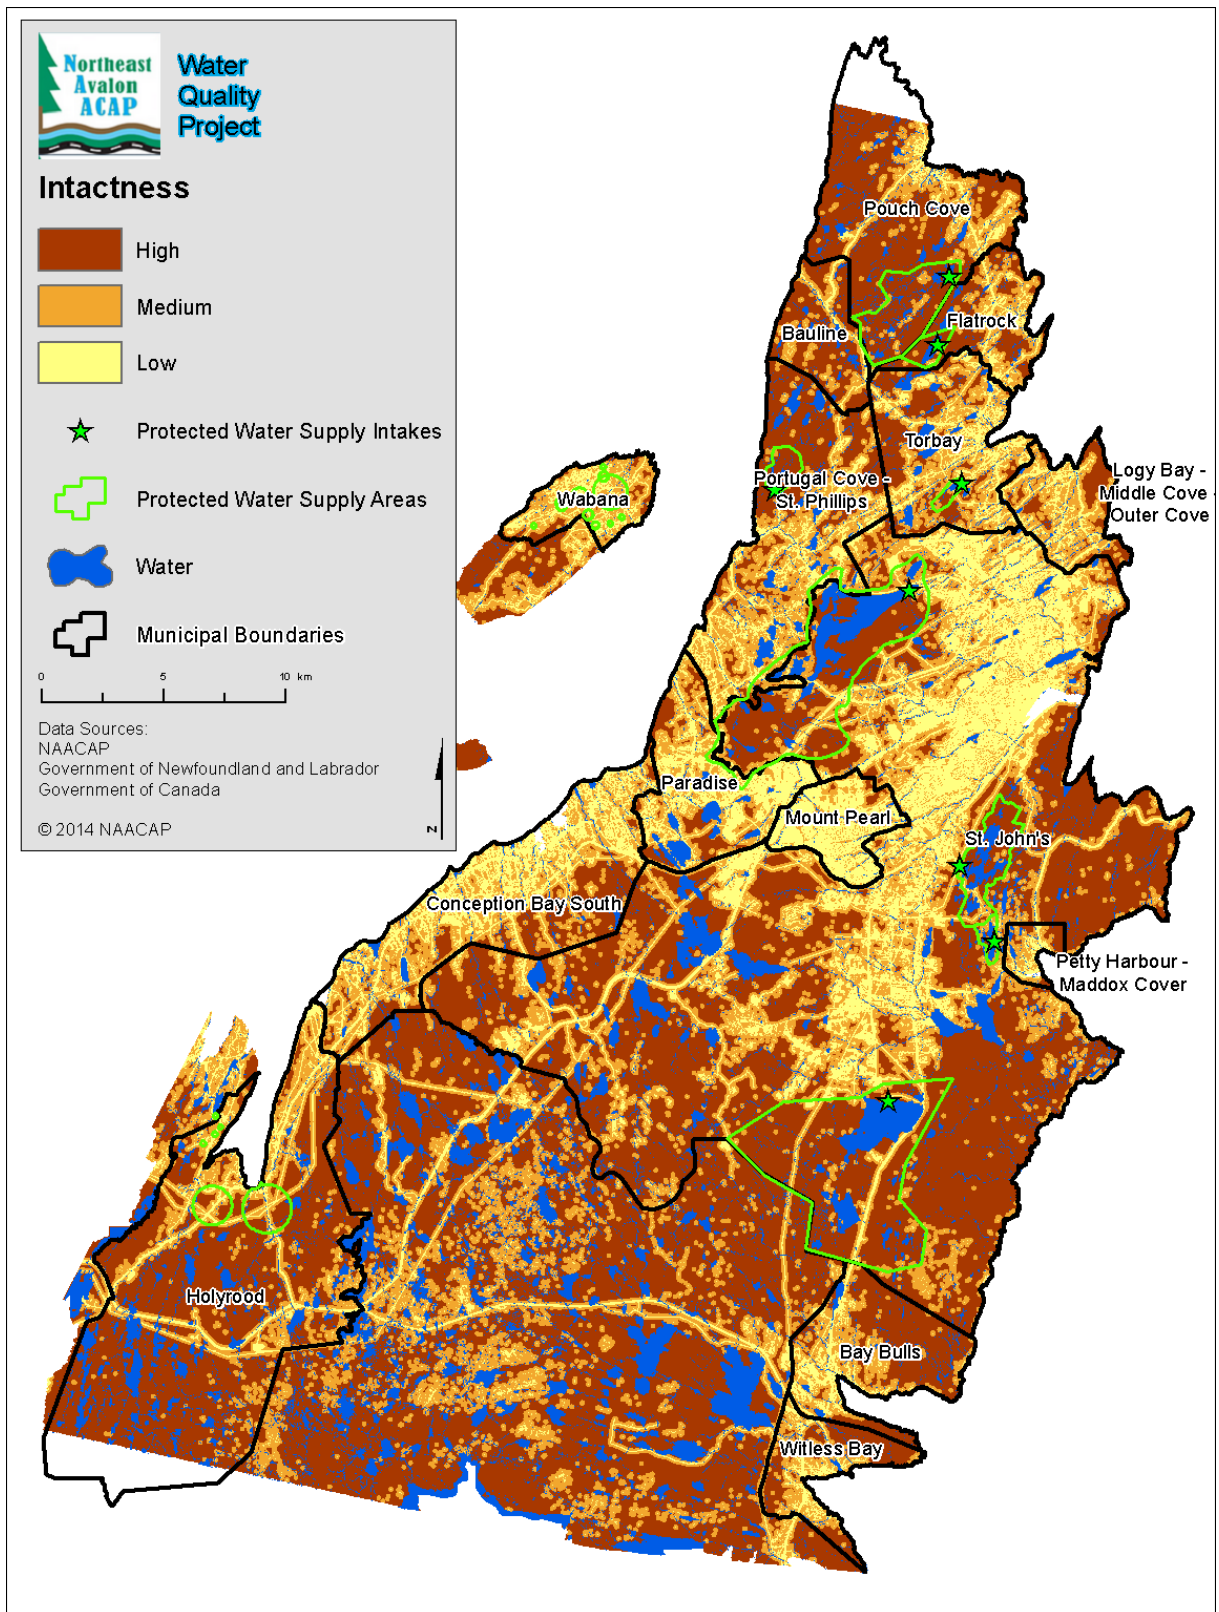 Northeast
Avalon
ACAP
Water
Quality
Project
Intactness
High
Medium
Low
Protected Water Supply Intakes
Protected Water Supply Areas
Water
Municipal Boundaries
0 5 10 km
Data Sources:
NAACAP
Government of Newfoundland and Labrador
Government of Canada
© 2014 NAACAP
N
Pouch Cove
Flatrock
Bauline
Torbay
Logy Bay -
Middle Cove -
Outer Cove
Portugal Cove -
St. Phillips
Wabana
Paradise
Mount Pearl
St. John's
Conception Bay South
Petty Harbour -
Maddox Cover
Holyrood
Bay Bulls
Witless Bay